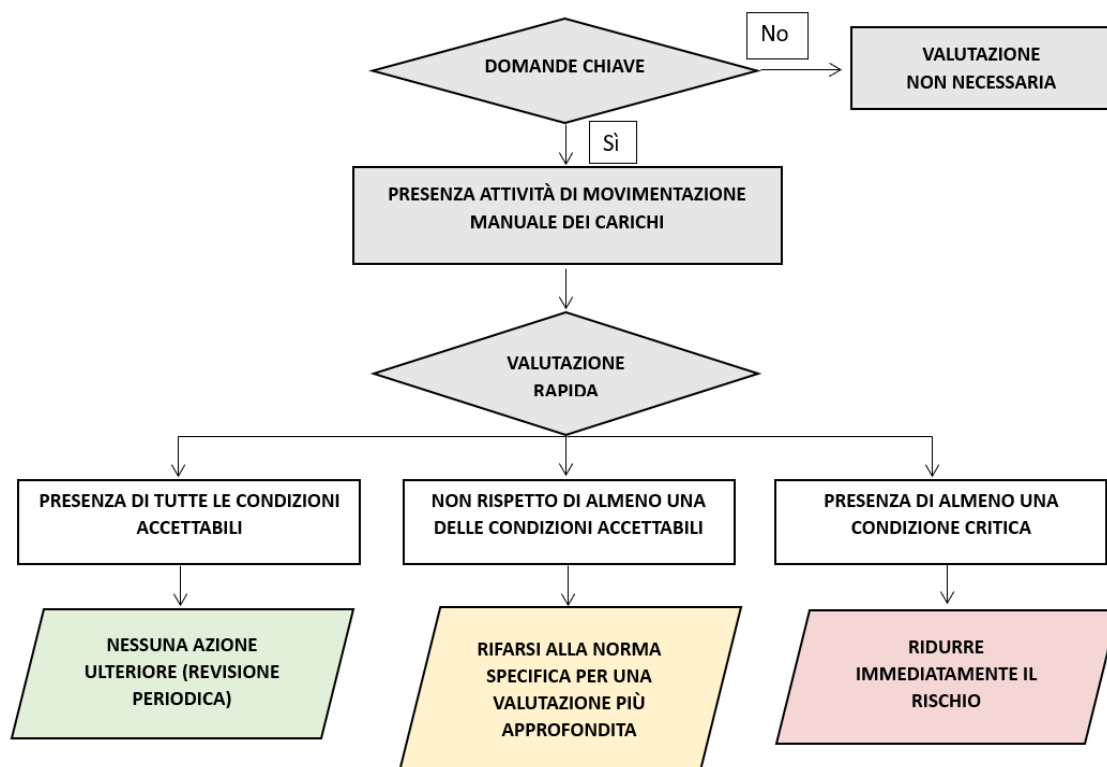 DOMANDE CHIAVE
No
VALUTAZIONE
NON NECESSARIA
Sì
PRESENZA ATTIVITÀ DI MOVIMENTAZIONE
MANUALE DEI CARICHI
VALUTAZIONE
RAPIDA
PRESENZA DI TUTTE LE CONDIZIONI
ACCETTABILI
NON RISPETTO DI ALMENO UNA
DELLE CONDIZIONI ACCETTABILI
PRESENZA DI ALMENO UNA
CONDIZIONE CRITICA
NESSUNA AZIONE
ULTERIORE (REVISIONE
PERIODICA)
RIFARSI ALLA NORMA
SPECIFICA PER UNA
VALUTAZIONE PIÙ
APPROFONDITA
RIDURRE
IMMEDIATAMENTE IL
RISCHIO